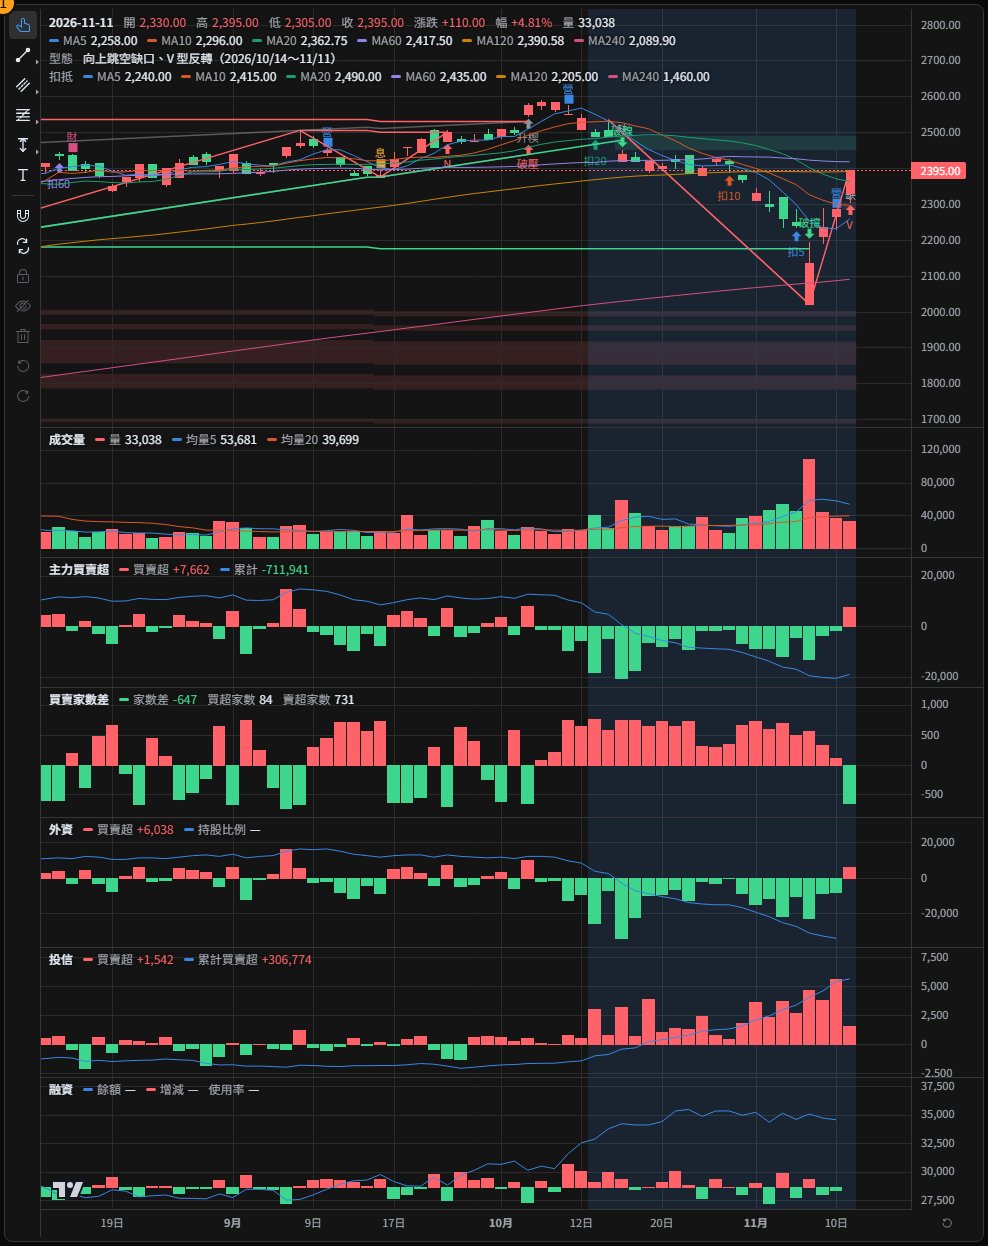 1
2026-11-11 開 2,330.00 高 2,395.00 低 2,305.00 收 2,395.00 漲跌 +110.00 幅 +4.81% 量 33,038
MA5 2,258.00 MA10 2,296.00 MA20 2,362.75 MA60 2,417.50 MA120 2,390.58 MA240 2,089.90
型態 向上跳空缺口、V 型反轉（2026/10/14～11/11）
扣抵 MA5 2,240.00 MA10 2,415.00 MA20 2,490.00 MA60 2,435.00 MA120 2,205.00 MA240 1,460.00
2800.00
2700.00
2600.00
2500.00
2400.00
2395.00
2300.00
2200.00
2100.00
2000.00
1900.00
1800.00
1700.00
財
扣60
營
息
N
升楔
破壓
營
扣20
扣10
扣5
破撐
營
V
成交量 量 33,038 均量5 53,681 均量20 39,699
120,000
80,000
40,000
0
主力買賣超 買賣超 +7,662 累計 -711,941
20,000
0
-20,000
買賣家數差 家數差 -647 買超家數 84 賣超家數 731
1,000
500
0
-500
外資 買賣超 +6,038 持股比例 —
20,000
0
-20,000
投信 買賣超 +1,542 累計買賣超 +306,774
7,500
5,000
2,500
0
-2,500
融資 餘額 — 增減 — 使用率 —
37,500
35,000
32,500
30,000
27,500
19日 9月 9日 17日 10月 12日 20日 11月 10日